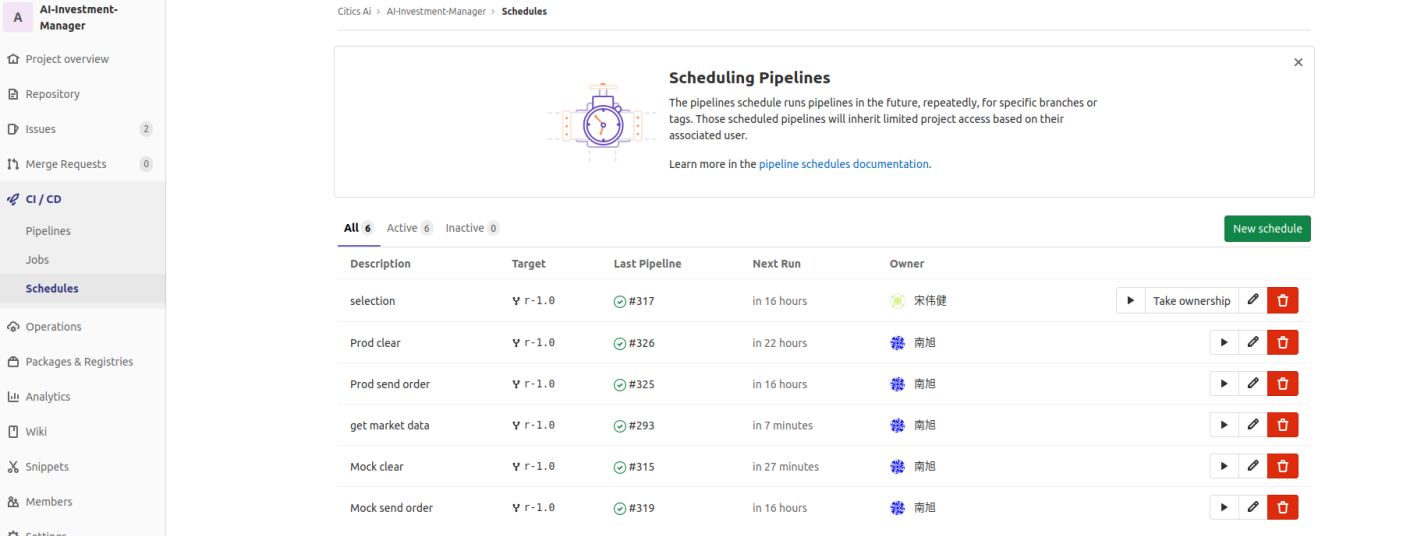 A
AI-Investment-
Manager
Project overview
Repository
Issues 2
Merge Requests 0
CI / CD
Pipelines
Jobs
Schedules
Operations
Packages & Registries
Analytics
Wiki
Snippets
Members
Settings
Citics Ai > AI-Investment-Manager > Schedules
Scheduling Pipelines
The pipelines schedule runs pipelines in the future, repeatedly, for specific branches or
tags. Those scheduled pipelines will inherit limited project access based on their
associated user.
Learn more in the pipeline schedules documentation.
All 6 Active 6 Inactive 0 New schedule
Description Target Last Pipeline Next Run Owner
selection r-1.0 #317 in 16 hours 宋伟健 Take ownership
Prod clear r-1.0 #326 in 22 hours 南旭
Prod send order r-1.0 #325 in 16 hours 南旭
get market data r-1.0 #293 in 7 minutes 南旭
Mock clear r-1.0 #315 in 27 minutes 南旭
Mock send order r-1.0 #319 in 16 hours 南旭